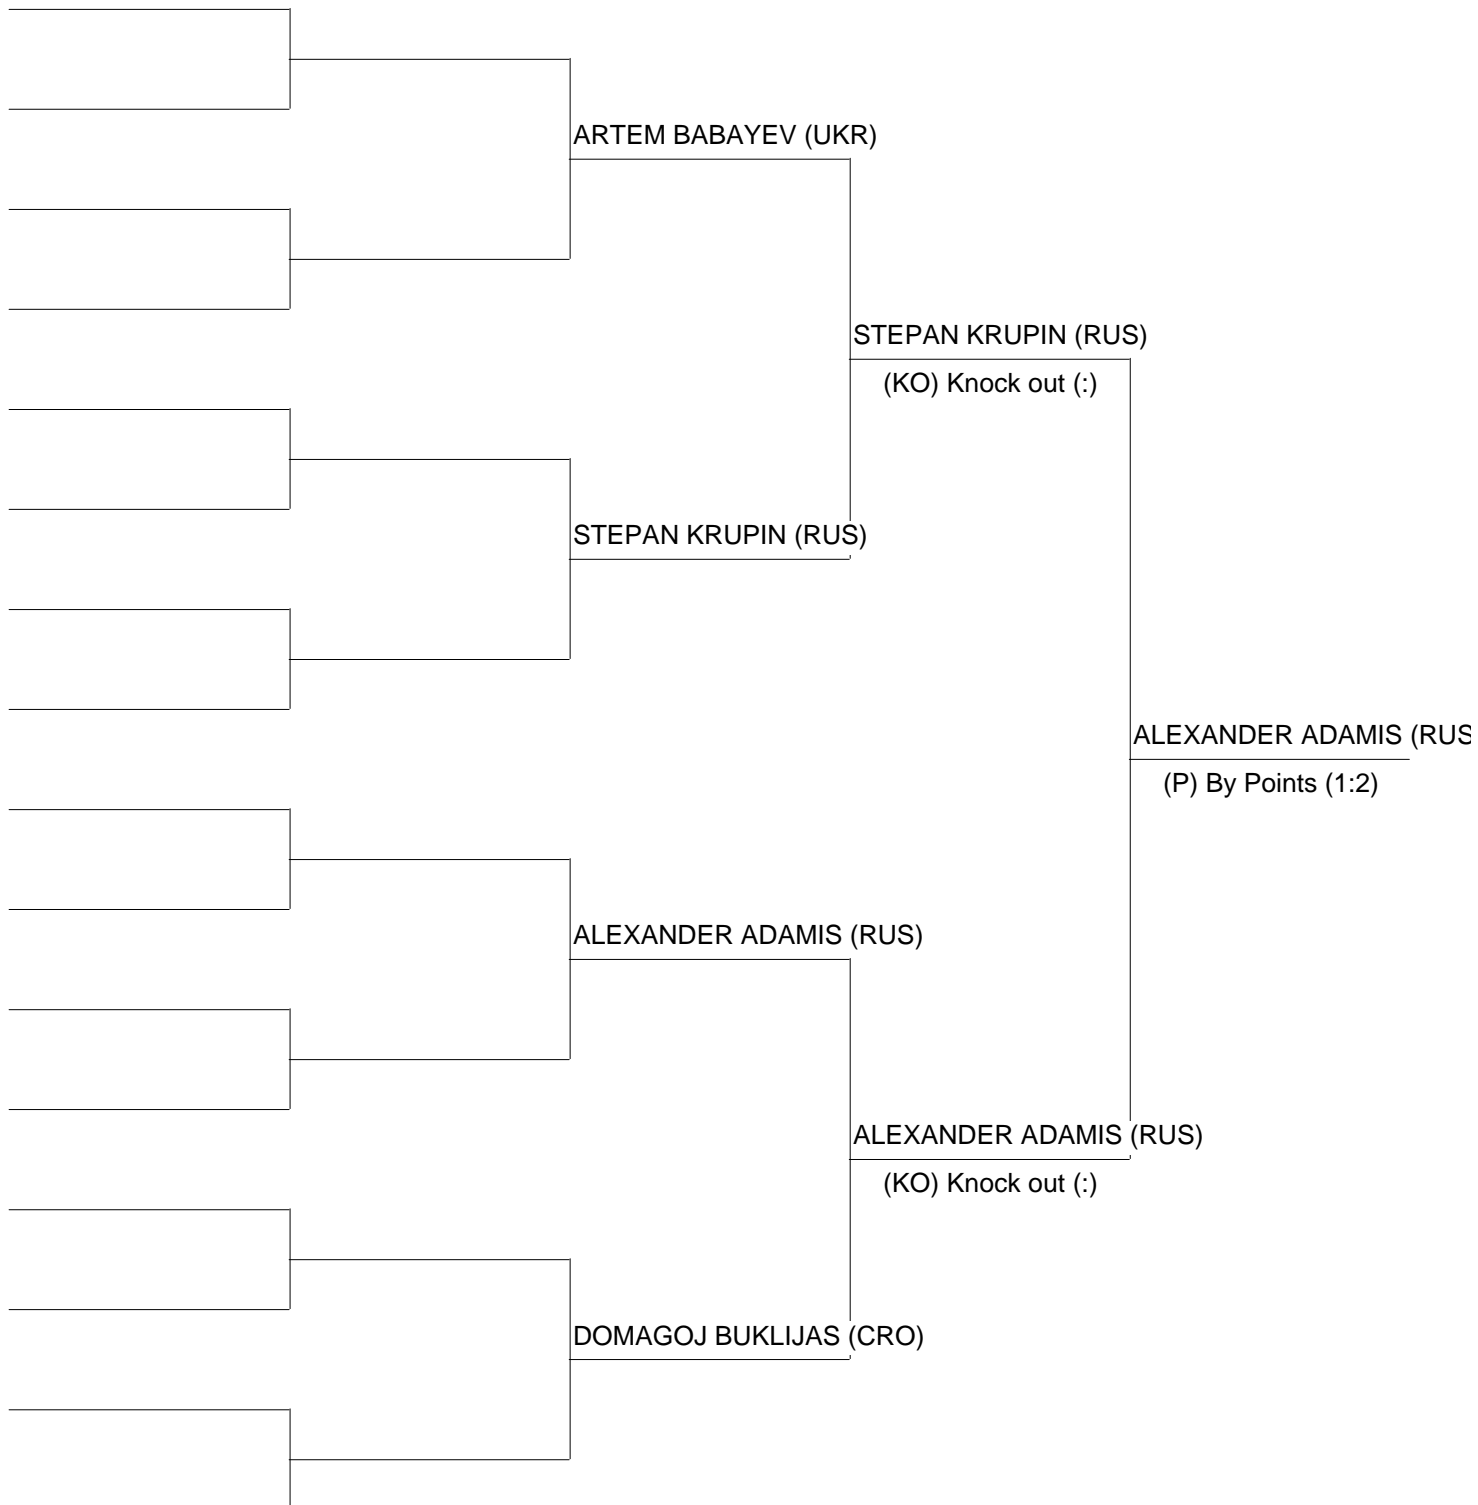 ARTEM BABAYEV (UKR)
STEPAN KRUPIN (RUS)
(KO) Knock out (:)
STEPAN KRUPIN (RUS)
ALEXANDER ADAMIS (RUS
(P) By Points (1:2)
ALEXANDER ADAMIS (RUS)
ALEXANDER ADAMIS (RUS)
(KO) Knock out (:)
DOMAGOJ BUKLIJAS (CRO)